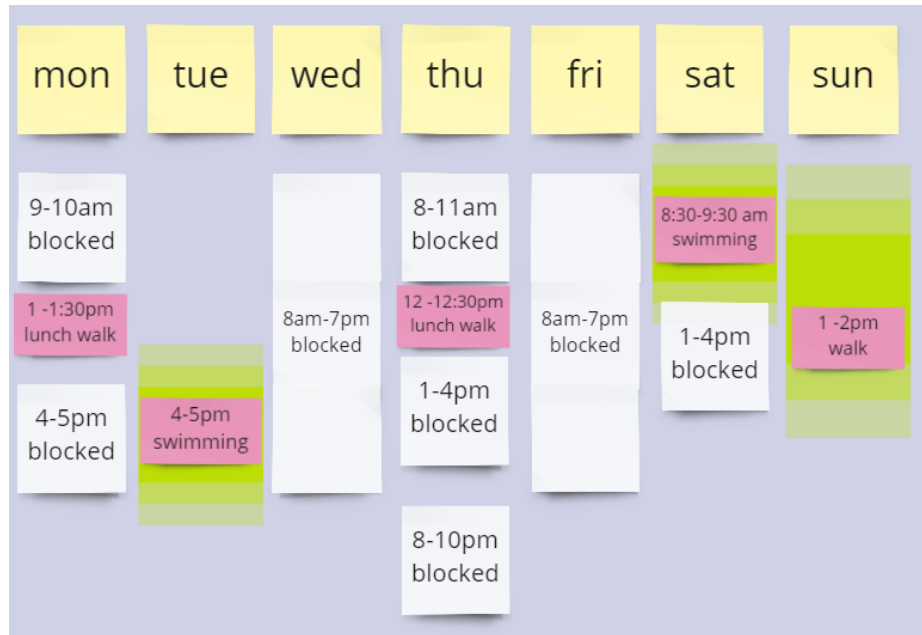 mon
tue
wed
thu
fri
sat
sun
9-10am
blocked
1 -1:30pm
lunch walk
4-5pm
blocked
4-5pm
swimming
8am-7pm
blocked
8-11am
blocked
12 -12:30pm
lunch walk
1-4pm
blocked
8-10pm
blocked
8am-7pm
blocked
8:30-9:30 am
swimming
1-4pm
blocked
1 -2pm
walk